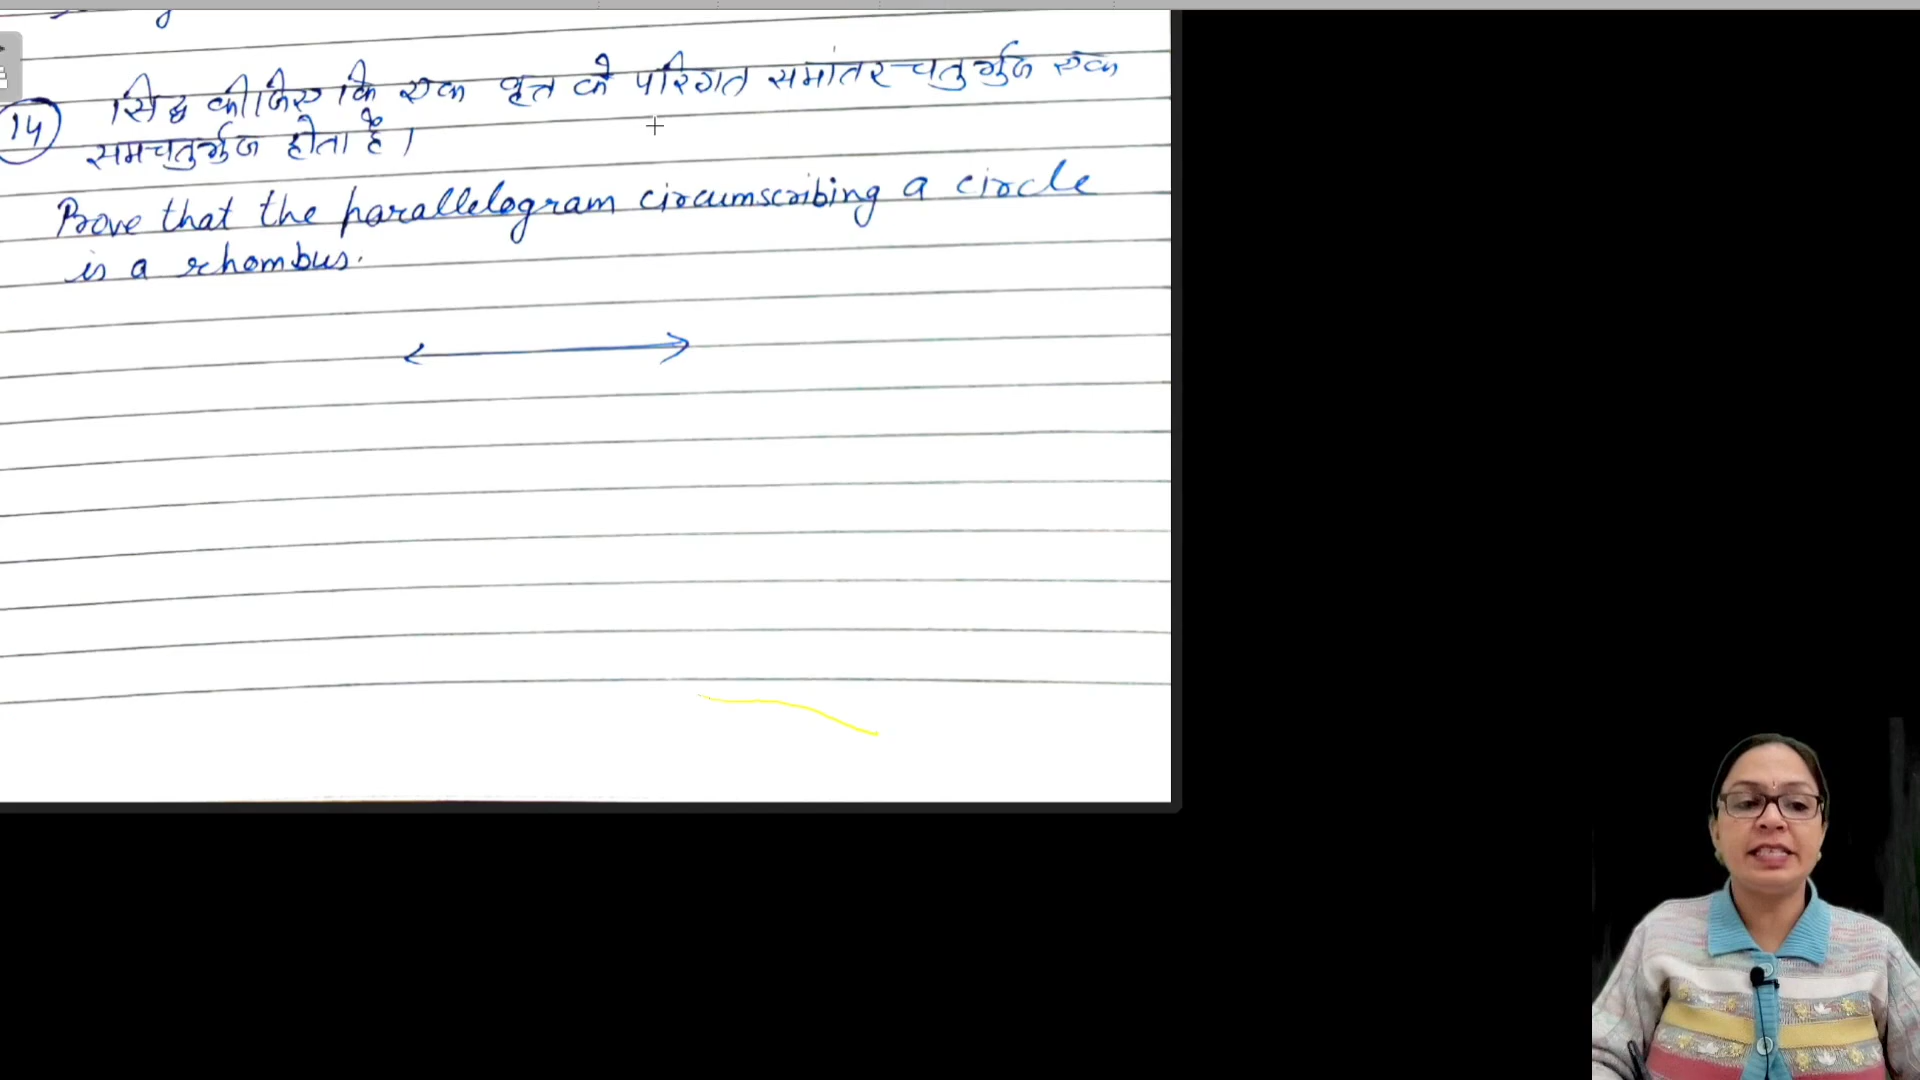 14 सिद्ध कीजिए कि एक वृत्त के परिगत समांतर चतुर्भुज एक
समचतुर्भुज होता है।
Prove that the parallelogram circumscribing a circle
is a rhombus.